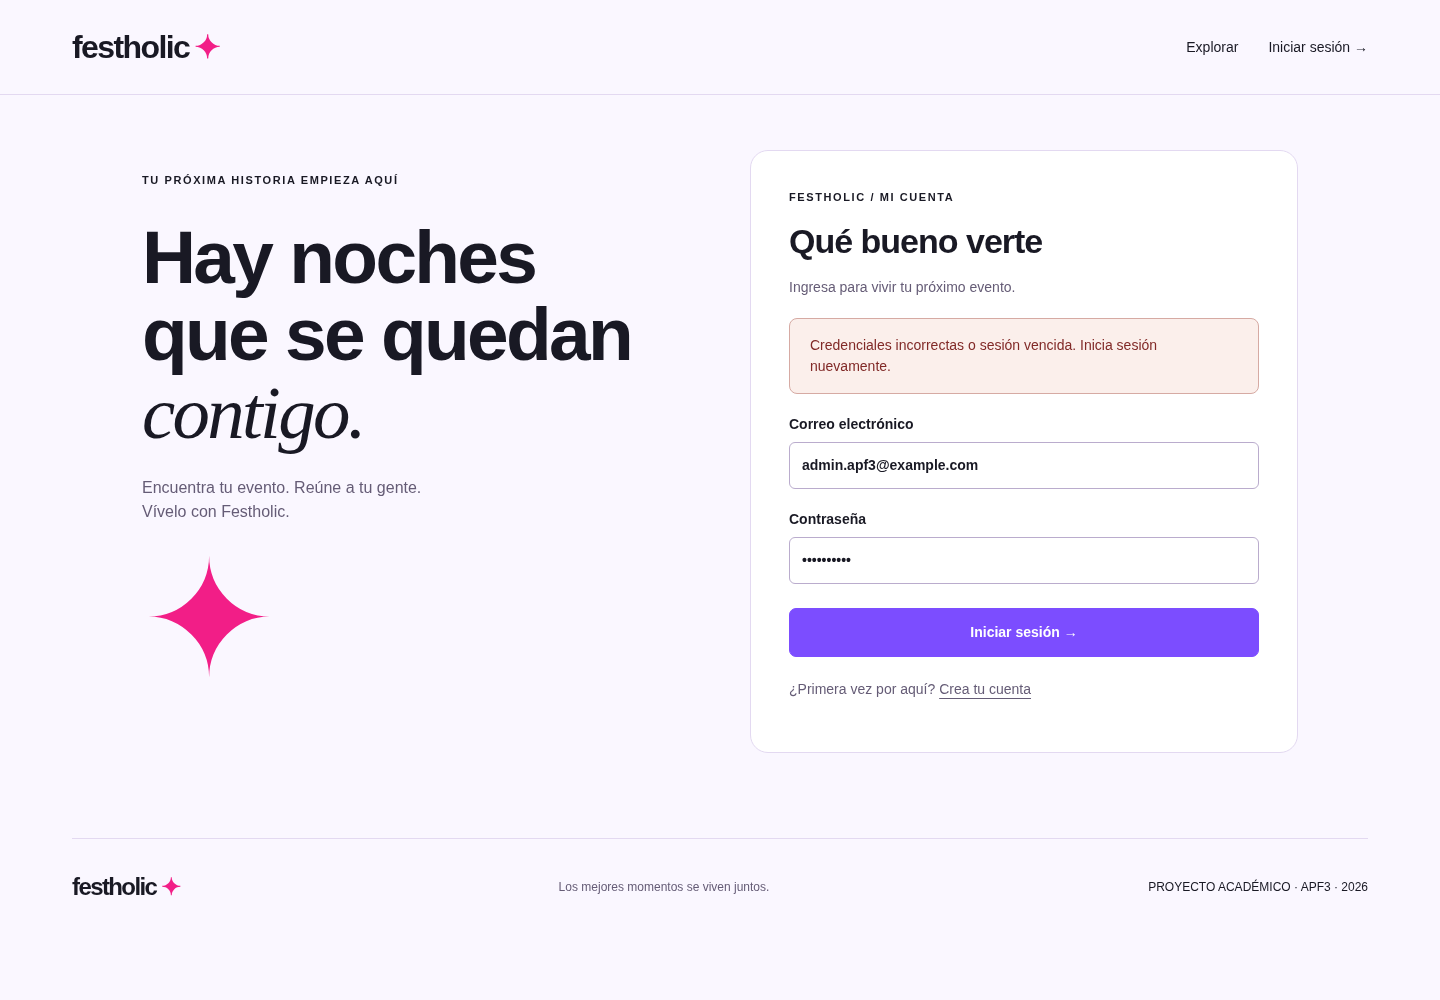 festholic
Explorar
Iniciar sesión →
TU PRÓXIMA HISTORIA EMPIEZA AQUÍ
Hay noches
que se quedan
contigo.
Encuentra tu evento. Reúne a tu gente.
Vívelo con Festholic.
FESTHOLIC / MI CUENTA
Qué bueno verte
Ingresa para vivir tu próximo evento.
Credenciales incorrectas o sesión vencida. Inicia sesión
nuevamente.
Correo electrónico
admin.apf3@example.com
Contraseña
••••••••••
Iniciar sesión →
¿Primera vez por aquí? Crea tu cuenta
festholic
Los mejores momentos se viven juntos.
PROYECTO ACADÉMICO · APF3 · 2026